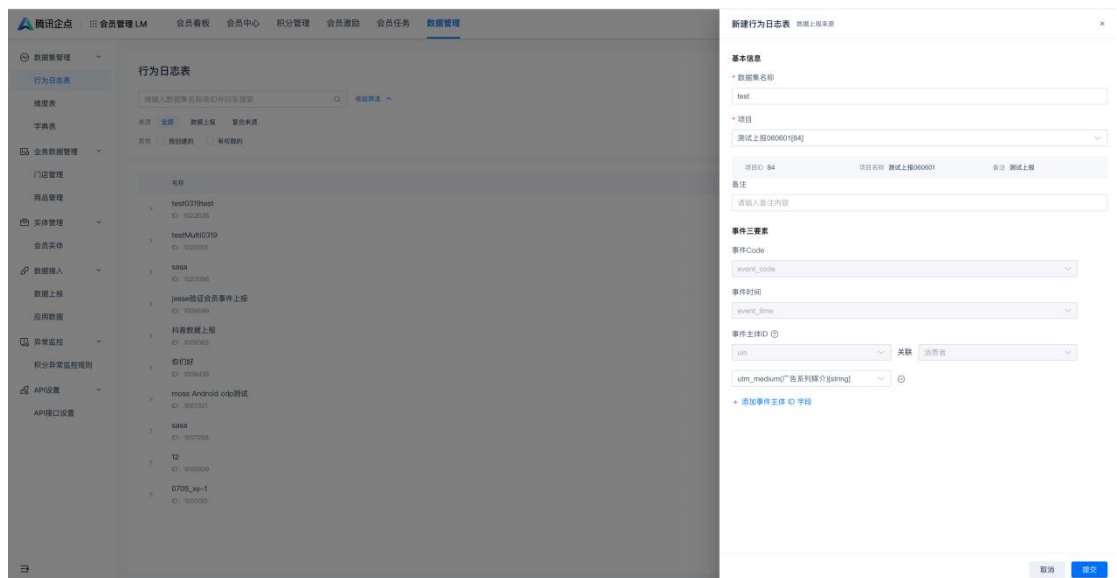 腾讯企点 会员管理 LM 会员看板 会员中心 积分管理 会员激励 会员任务 数据管理
数据集管理
行为日志表
维度表
字典表
业务数据管理
门店管理
商品管理
实体管理
会员实体
数据接入
数据上报
应用数据
异常监控
积分异常监控规则
API设置
API接口设置
行为日志表
请输入数据集名称或ID并回车搜索 收起筛选
来源 全部 数据上报 复合来源
我创建的 有权限的
名称
test0319test
testMulti0319
sasa
jesse验证会员事件上报
抖音数据上报
你们好
moss Android cdp测试
ID: 1007321
sasa
ID: 1007258
12
0705_xy-1
新建行为日志表 数据上报来源
基本信息
* 数据集名称
test
* 项目
测试上报060601[84]
项目ID 84 项目名称 测试上报060601 备注 测试上报
备注
请输入备注内容
事件三要素
事件Code
event_code
事件时间
event_time
事件主体ID
uin 关联 消费者
utm_medium(广告系列媒介)[string]
+ 添加事件主体 ID 字段
取消 提交